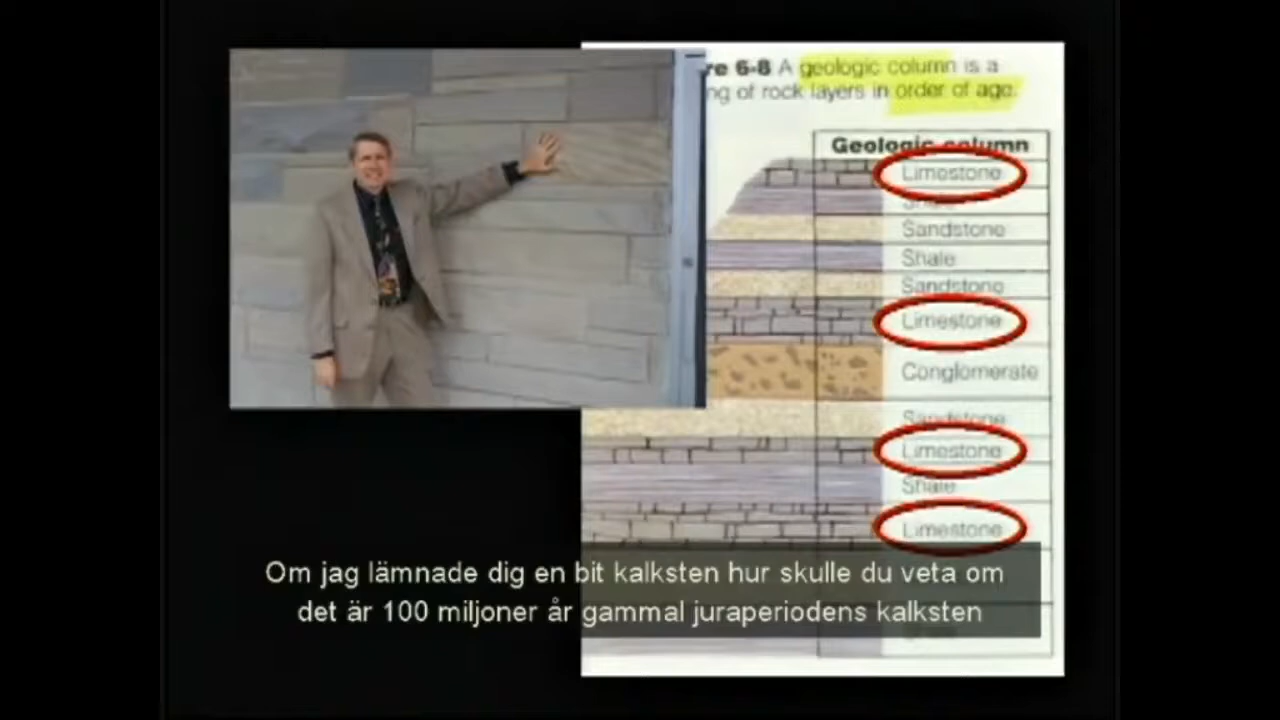 re 6-8 A geologic column is a
ng of rock layers in order of age.
Geologic column
Limestone
Shale
Sandstone
Shale
Sandstone
Limestone
Conglomerate
Sandstone
Limestone
Shale
Limestone
Om jag lämnade dig en bit kalksten hur skulle du veta om
det är 100 miljoner år gammal juraperiodens kalksten